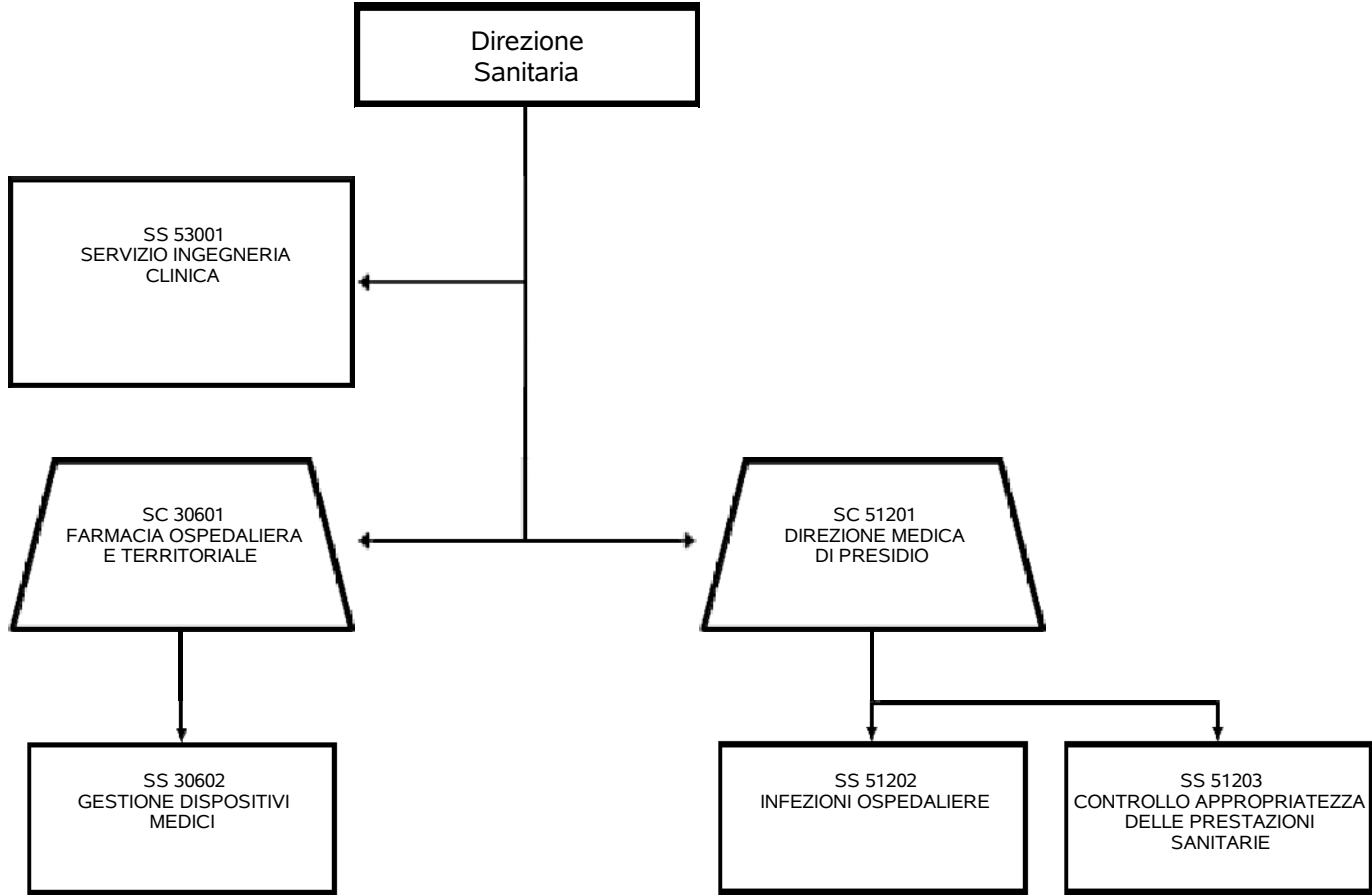 Direzione
Sanitaria
SS 53001
SERVIZIO INGEGNERIA
CLINICA
SC 30601
FARMACIA OSPEDALIERA
E TERRITORIALE
SC 51201
DIREZIONE MEDICA
DI PRESIDIO
SS 30602
GESTIONE DISPOSITIVI
MEDICI
SS 51202
INFEZIONI OSPEDALIERE
SS 51203
CONTROLLO APPROPRIATEZZA
DELLE PRESTAZIONI
SANITARIE